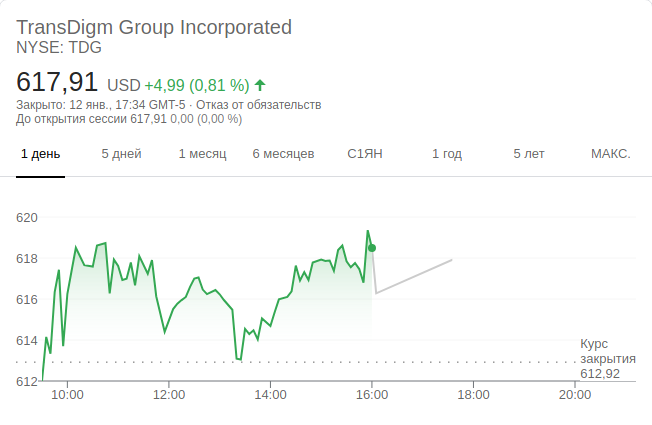 TransDigm Group Incorporated
NYSE: TDG
617,91 USD +4,99 (0,81 %)
Закрыто: 12 янв., 17:34 GMT-5 · Отказ от обязательств
До открытия сессии 617,91 0,00 (0,00 %)
1 день 5 дней 1 месяц 6 месяцев С1ЯН 1 год 5 лет МАКС.
620
618
616
614
Курс
закрытия
612,92
612
10:00 12:00 14:00 16:00 18:00 20:00